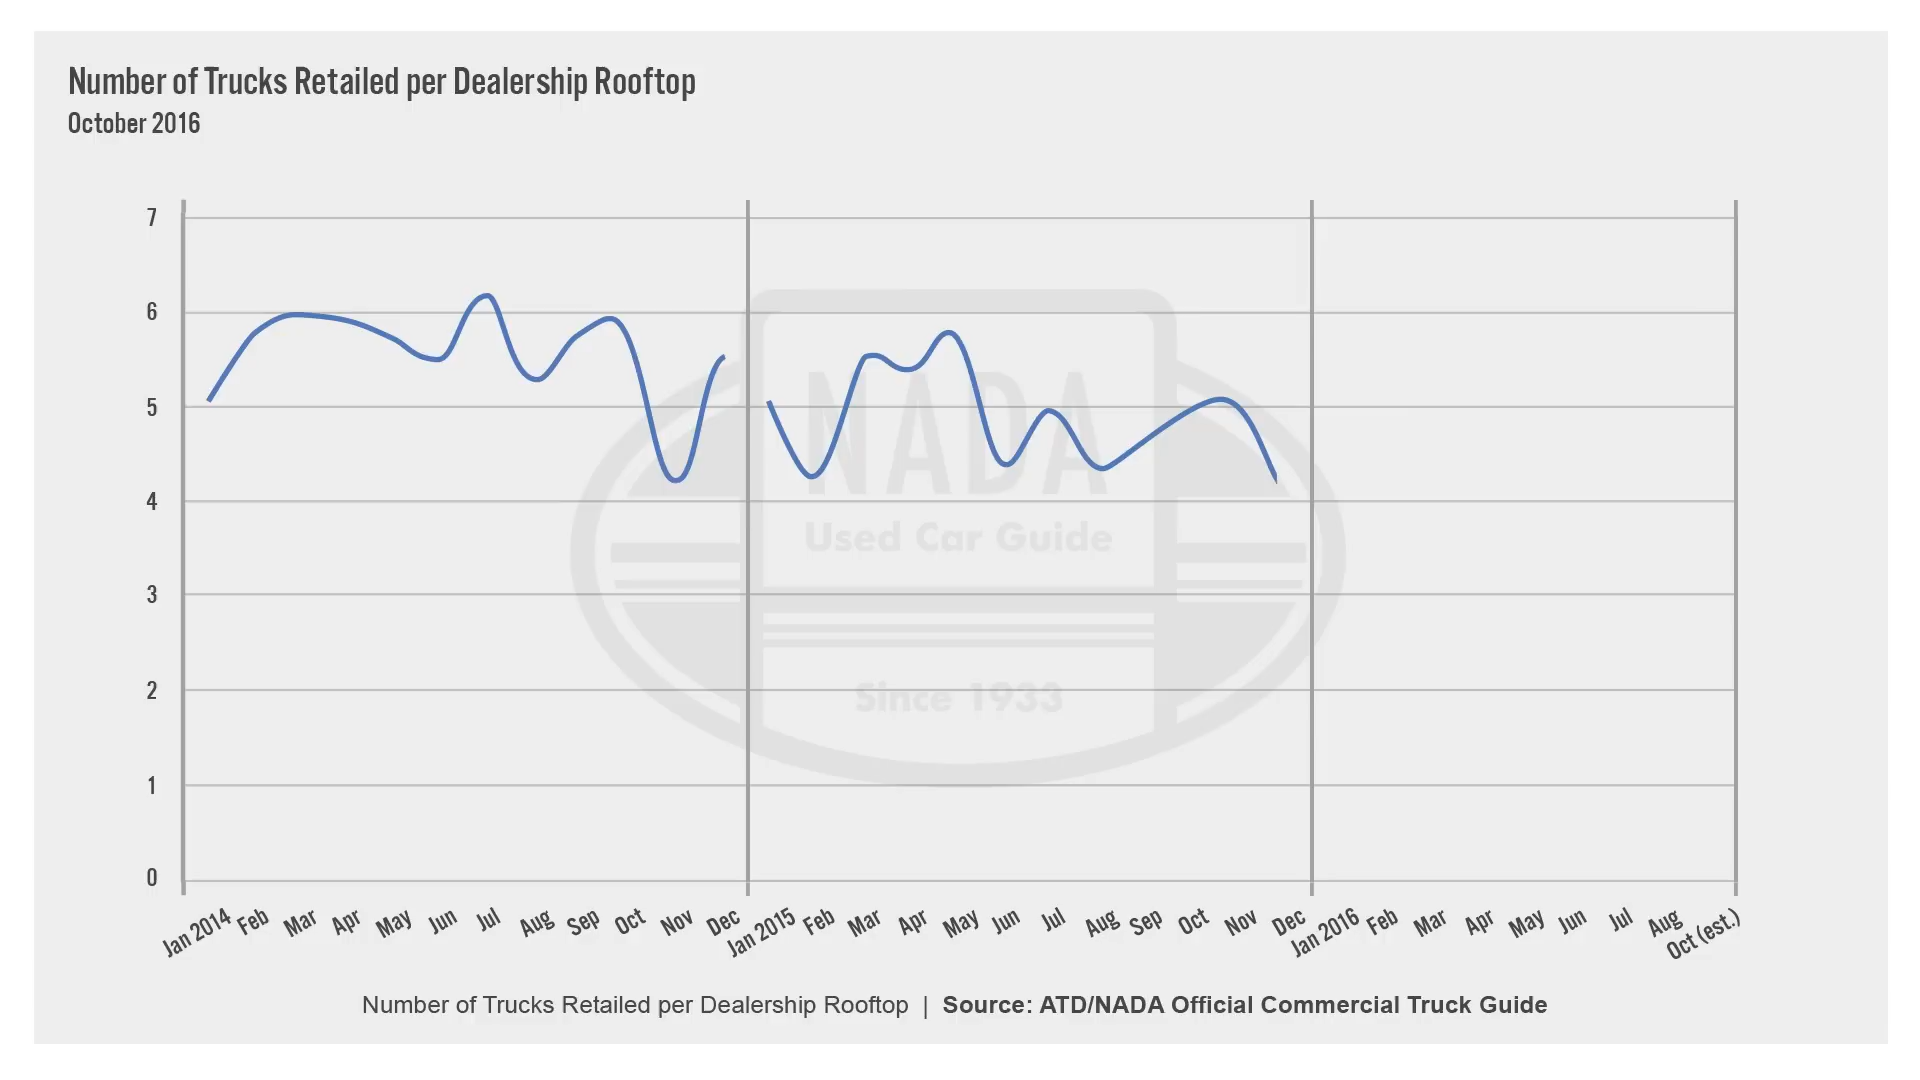 Number of Trucks Retailed per Dealership Rooftop
October 2016
7
6
5
4
3
2
1
0
NADA
Used Car Guide
Since 1933
Jan 2014 Feb Mar Apr May Jun Jul Aug Sep Oct Nov Dec Jan 2015 Feb Mar Apr May Jun Jul Aug Sep Oct Nov Dec Jan 2016 Feb Mar Apr May Jun Jul Aug Oct (est.)
Number of Trucks Retailed per Dealership Rooftop | Source: ATD/NADA Official Commercial Truck Guide